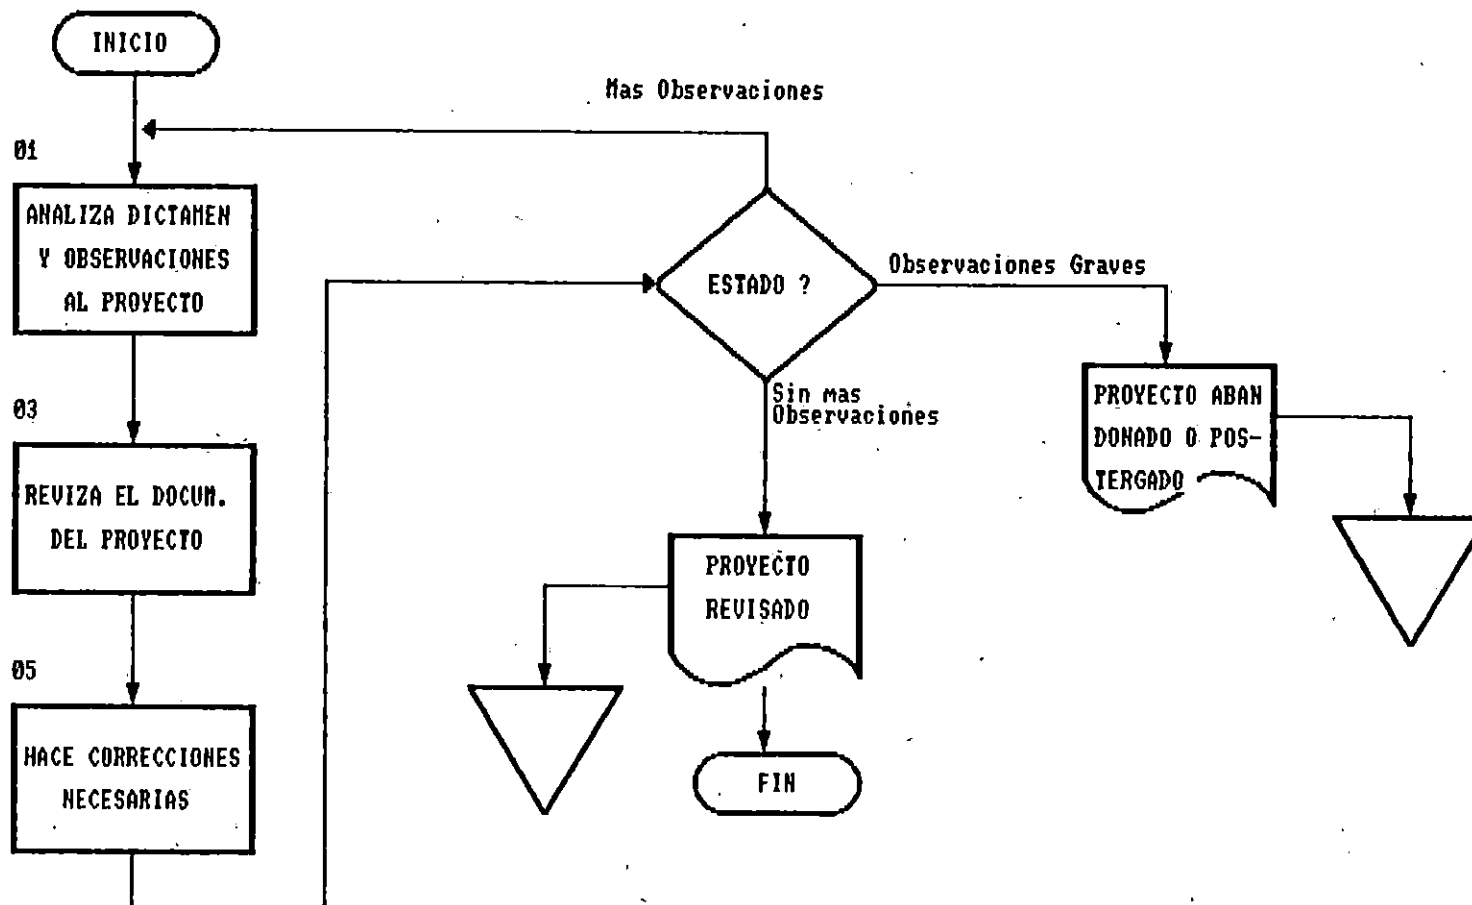 INICIO
Mas Observaciones
01
ANALIZA DICTAMEN
Y OBSERVACIONES
AL PROYECTO
ESTADO ?
Observaciones Graves
Sin mas
Observaciones
PROYECTO ABAN
DONADO O POS-
TERGADO
03
REVIZA EL DOCUM.
DEL PROYECTO
PROYECTO
REVISADO
05
HACE CORRECCIONES
NECESARIAS
FIN